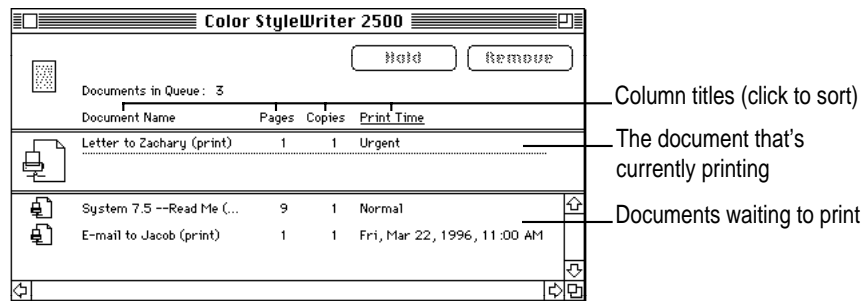 Color StyleWriter 2500
Hold Remove
Documents in Queue: 3
Document Name Pages Copies Print Time
Letter to Zachary (print) 1 1 Urgent
System 7.5 --Read Me (... 9 1 Normal
E-mail to Jacob (print) 1 1 Fri, Mar 22, 1996, 11:00 AM
Column titles (click to sort)
The document that's
currently printing
Documents waiting to print